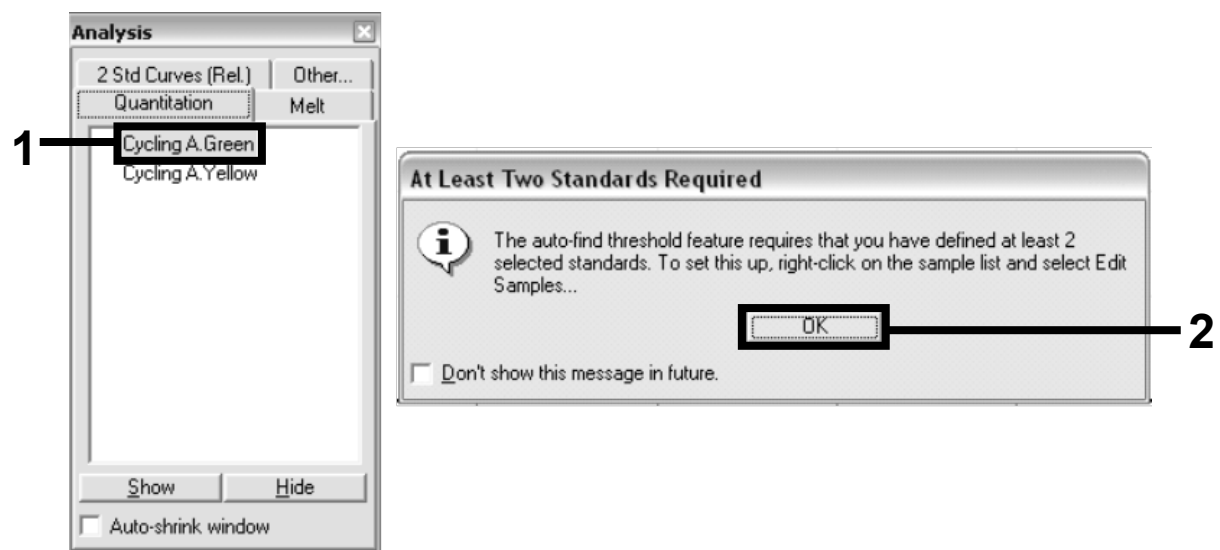 Analysis
2 Std Curves (Rel.) Other...
Quantitation Melt
1
Cycling A.Green
Cycling A.Yellow
Show Hide
Auto-shrink window
At Least Two Standards Required
The auto-find threshold feature requires that you have defined at least 2
selected standards. To set this up, right-click on the sample list and select Edit
Samples...
OK
2
Don't show this message in future.